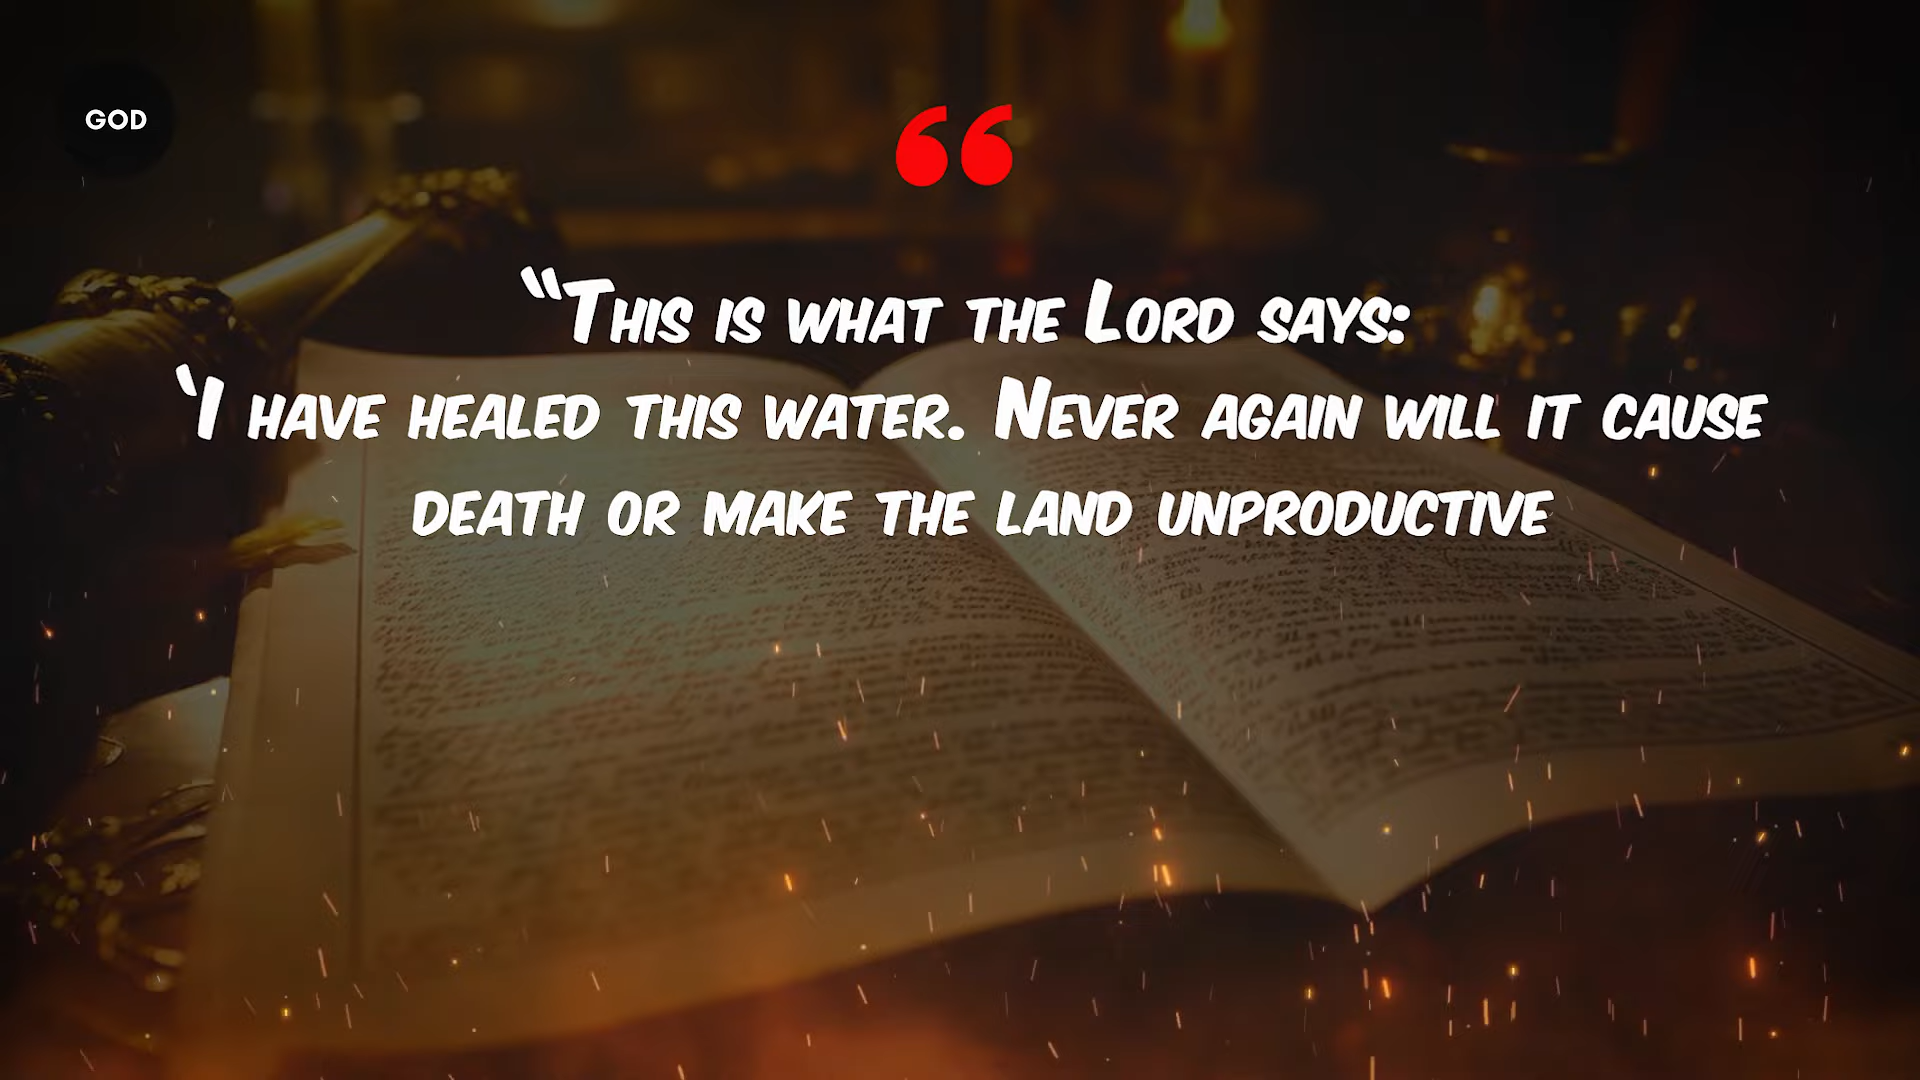 GOD
“
“This is what the Lord says:
‘I have healed this water. Never again will it cause
death or make the land unproductive